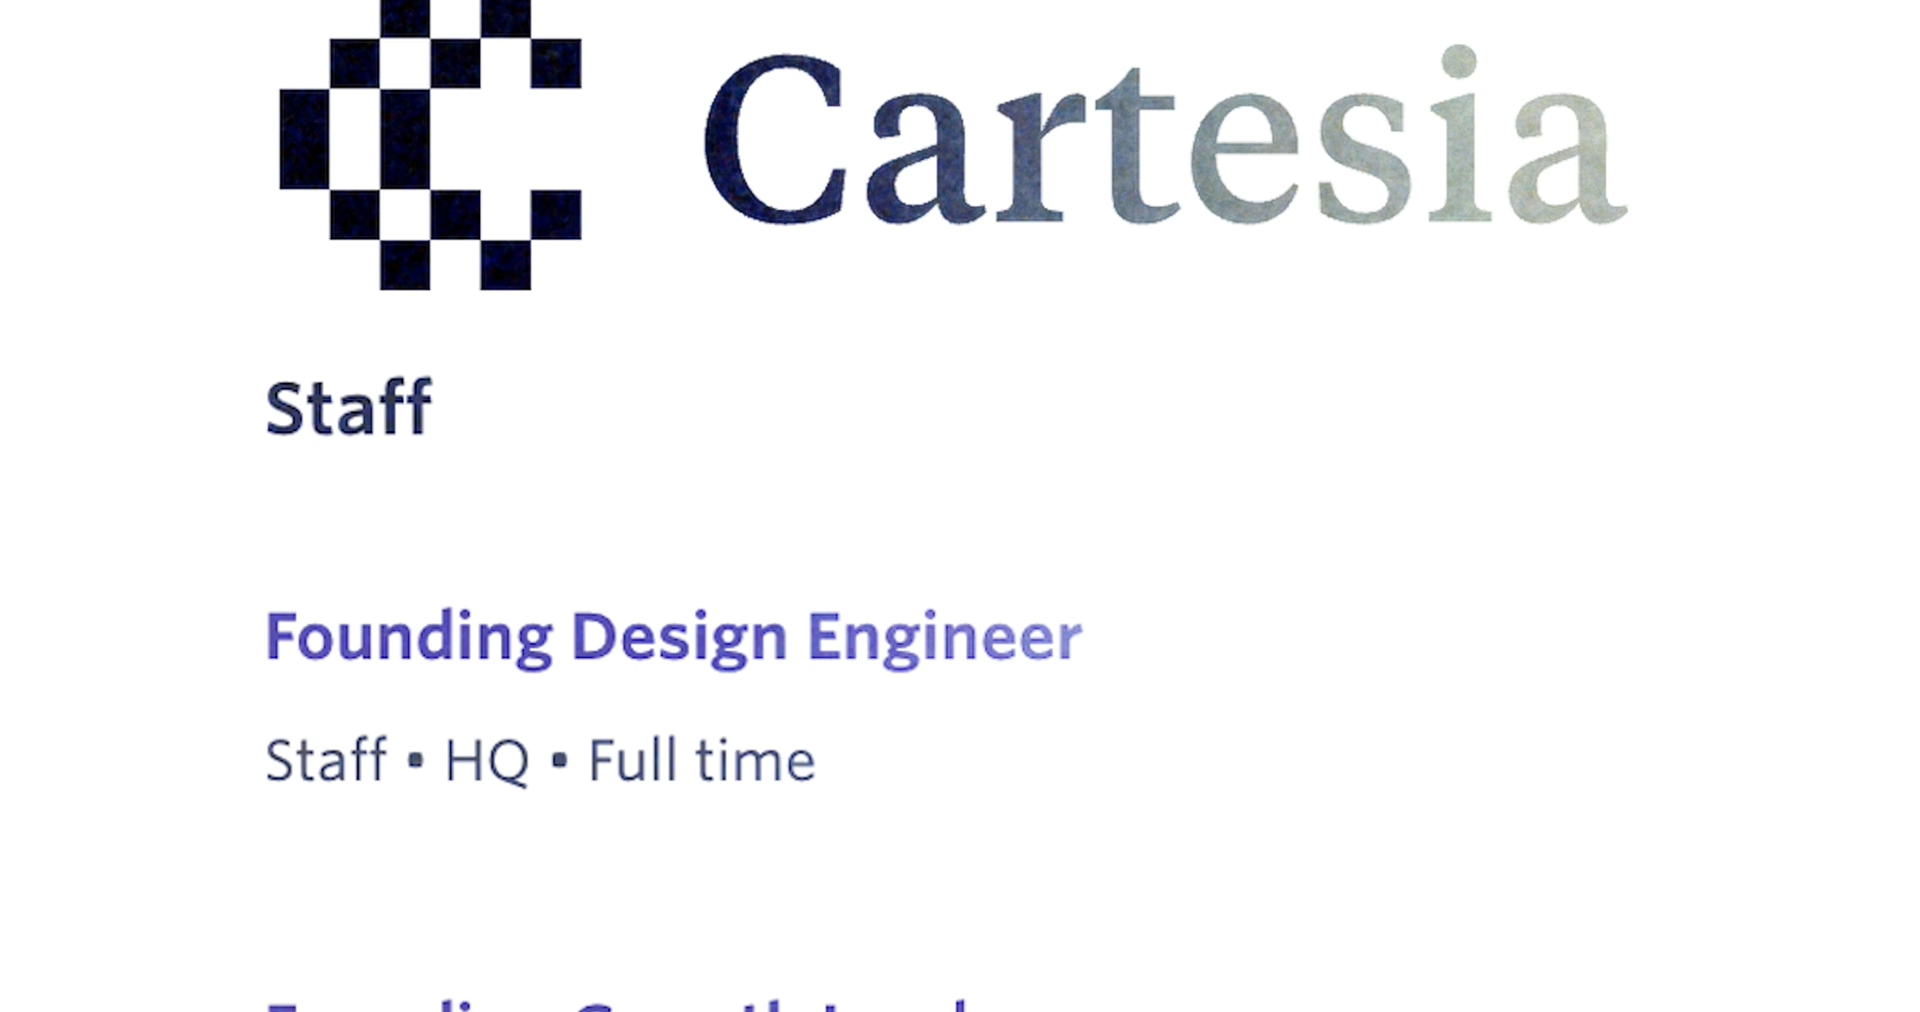 Cartesia
Staff
Founding Design Engineer
Staff • HQ • Full time